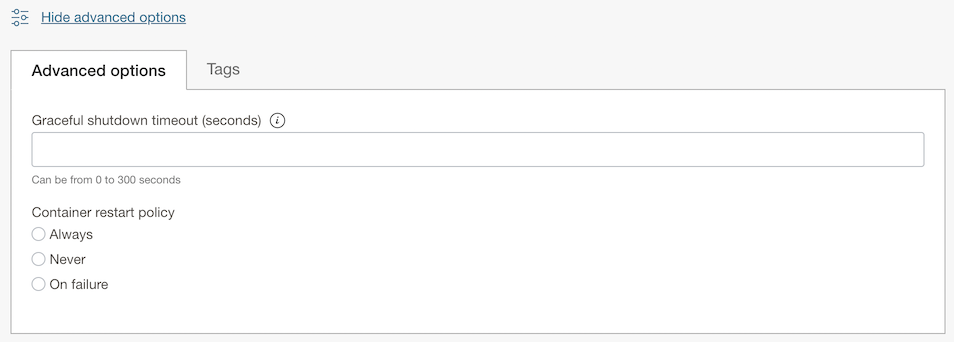 Hide advanced options
Advanced options
Tags
Graceful shutdown timeout (seconds) i
Can be from 0 to 300 seconds
Container restart policy
Always
Never
On failure